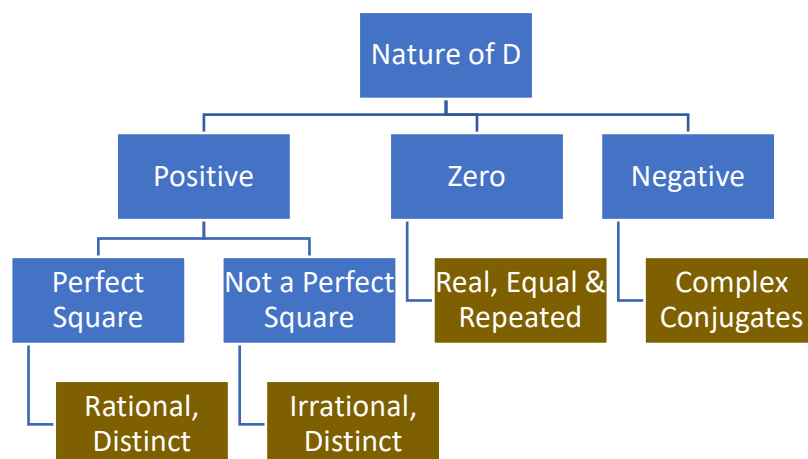 Nature of D
Positive
Zero
Negative
Perfect
Square
Not a Perfect
Square
Real, Equal &
Repeated
Complex
Conjugates
Rational,
Distinct
Irrational,
Distinct